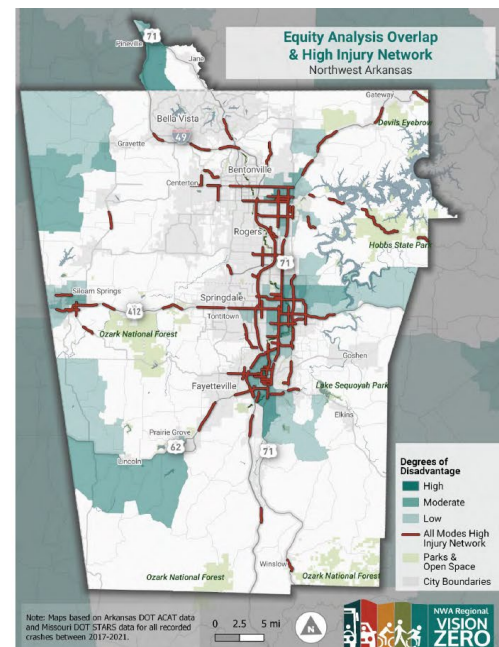 Equity Analysis Overlap
& High Injury Network
Northwest Arkansas
71
Pineville
Jane
Gateway
Bella Vista
Devils Eyebrow
49
Gravette
Bentonville
Centerton
Rogers
Hobbs State Park
71
Siloam Springs
Springdale
412
Tontitown
Ozark National Forest
Goshen
Fayetteville
Lake Sequoyah Park
Elkins
Prairie Grove
62
71
Lincoln
Winslow
Ozark National Forest
Ozark National Forest
Degrees of
Disadvantage
High
Moderate
Low
All Modes High
Injury Network
Parks &
Open Space
City Boundaries
Note: Maps based on Arkansas DOT ACAT data
and Missouri DOT STARS data for all recorded
crashes between 2017-2021.
0 2.5 5 mi
N
NWA Regional
VISION
ZERO